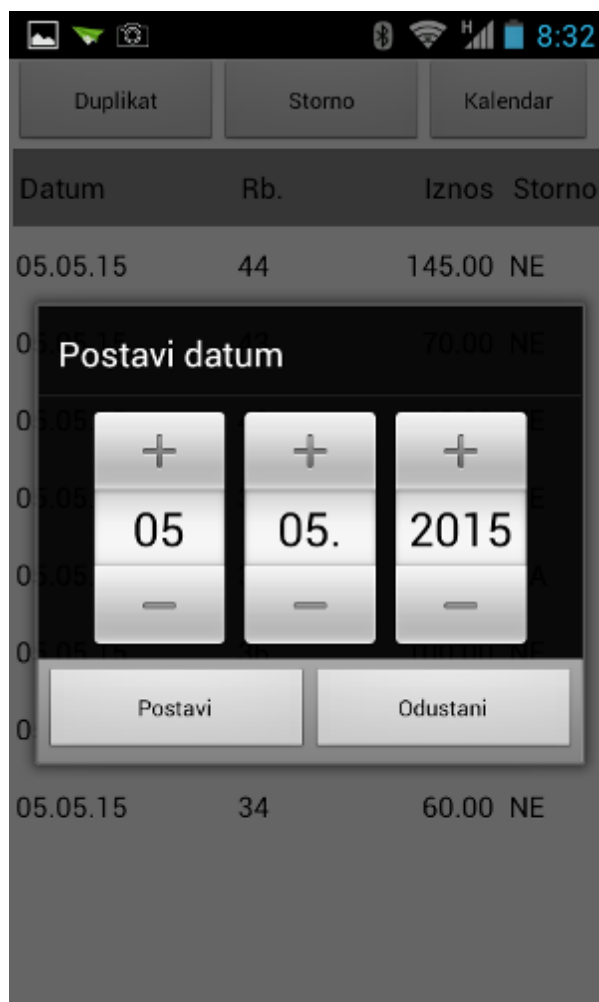 H 8:32
Duplikat Storno Kalendar
Datum Rb. Iznos Storno
05.05.15 44 145.00 NE
70.00 NE
Postavi datum
05 05. 2015
Postavi Odustani
05.05.15 34 60.00 NE